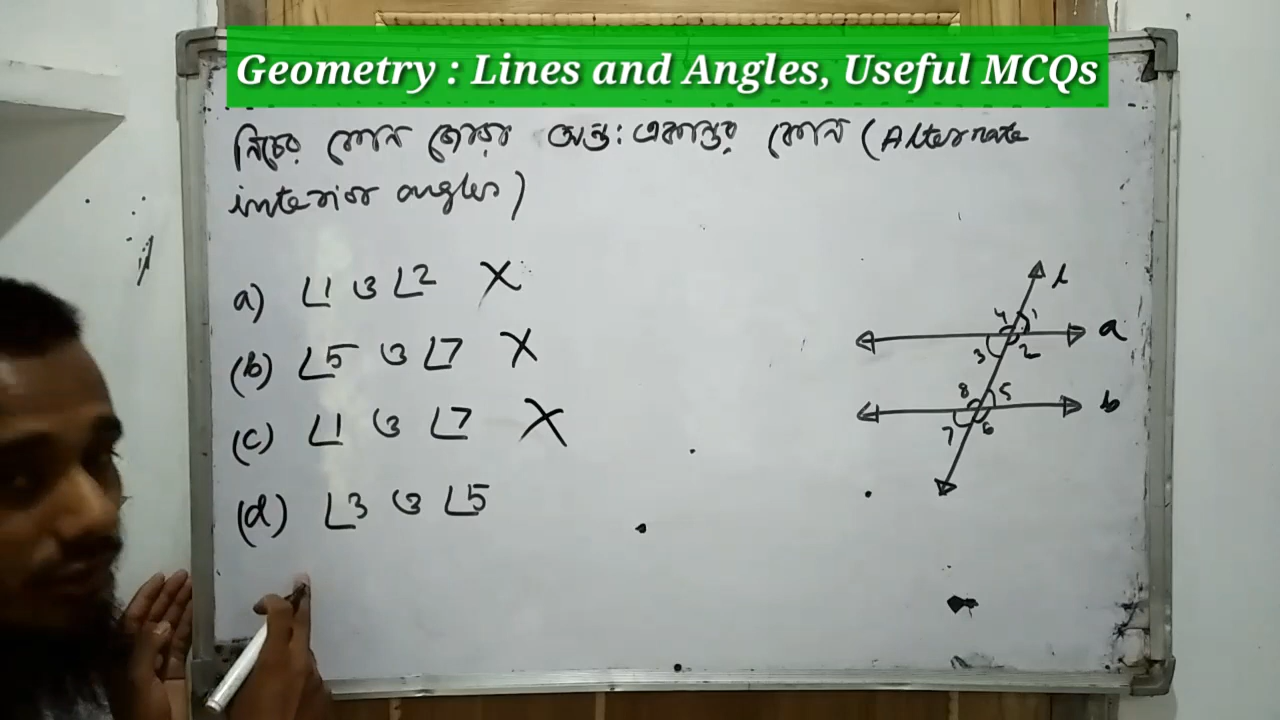 Geometry : Lines and Angles, Useful MCQs
নিচের কোন জোড়া অন্ত:একান্তর কোন (Alternate
interior angles)
a) ∠1 ও ∠2 X
(b) ∠5 ও ∠7 X
(c) ∠1 ও ∠7 X
(d) ∠3 ও ∠5
l
4 1
a
3 2
8 5
b
7 6